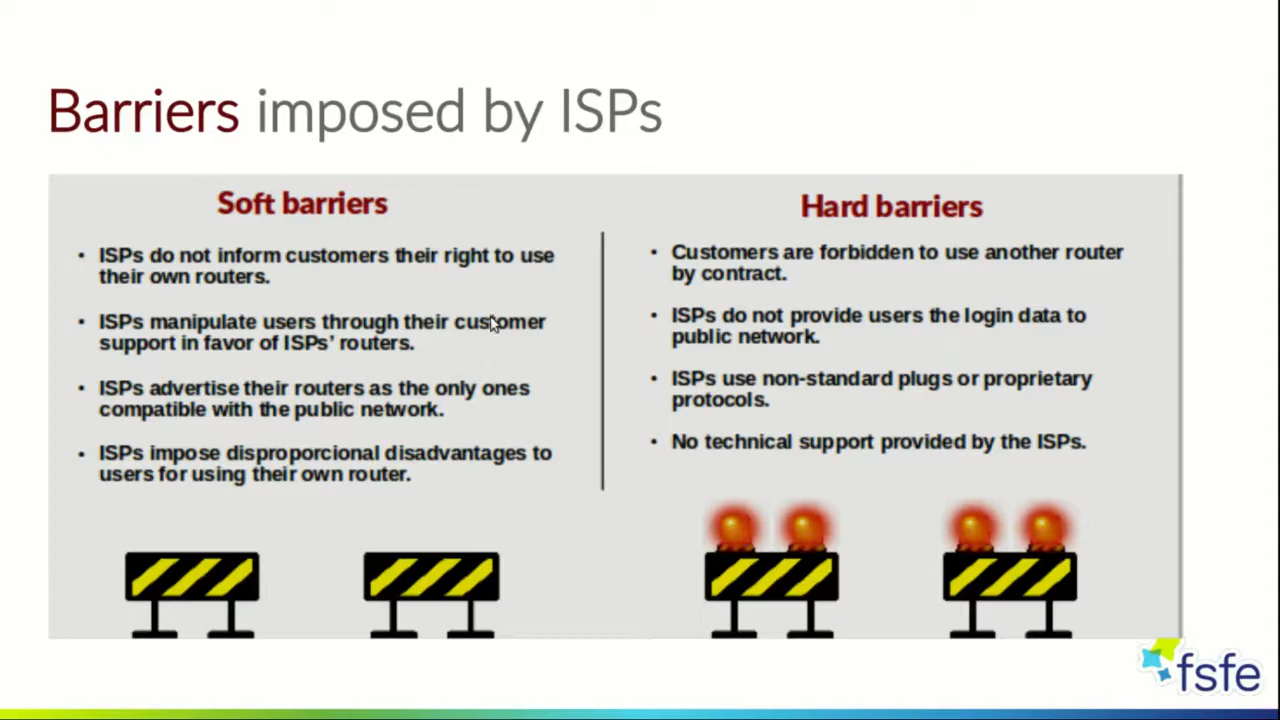 Barriers imposed by ISPs
Soft barriers
• ISPs do not inform customers their right to use
their own routers.
• ISPs manipulate users through their customer
support in favor of ISPs' routers.
• ISPs advertise their routers as the only ones
compatible with the public network.
• ISPs impose disproporcional disadvantages to
users for using their own router.
Hard barriers
• Customers are forbidden to use another router
by contract.
• ISPs do not provide users the login data to
public network.
• ISPs use non-standard plugs or proprietary
protocols.
• No technical support provided by the ISPs.
fsfe